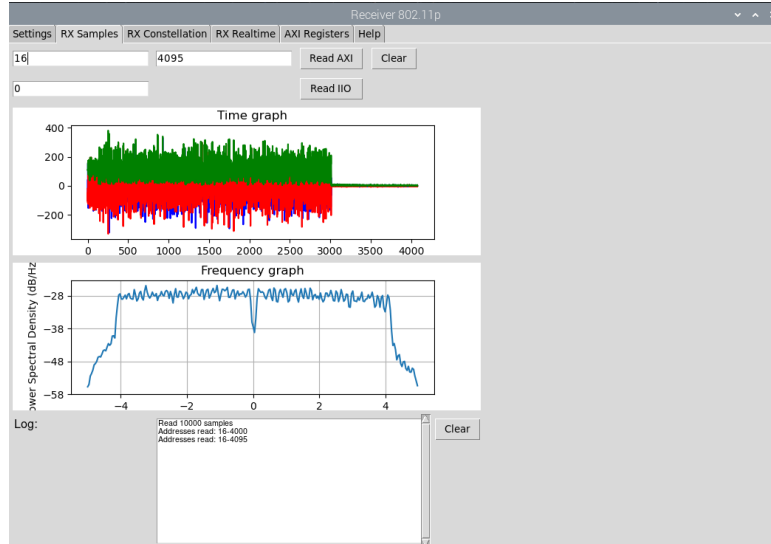 Receiver 802.11p
Settings RX Samples RX Constellation RX Realtime AXI Registers Help
16 4095 Read AXI Clear
0 Read IIO
Time graph
400
200
0
−200
0 500 1000 1500 2000 2500 3000 3500 4000
Frequency graph
ower Spectral Density (dB/Hz
−28
−38
−48
−58
−4 −2 0 2 4
Log:
Read 10000 samples
Addresses read: 16-4000
Addresses read: 16-4095
Clear